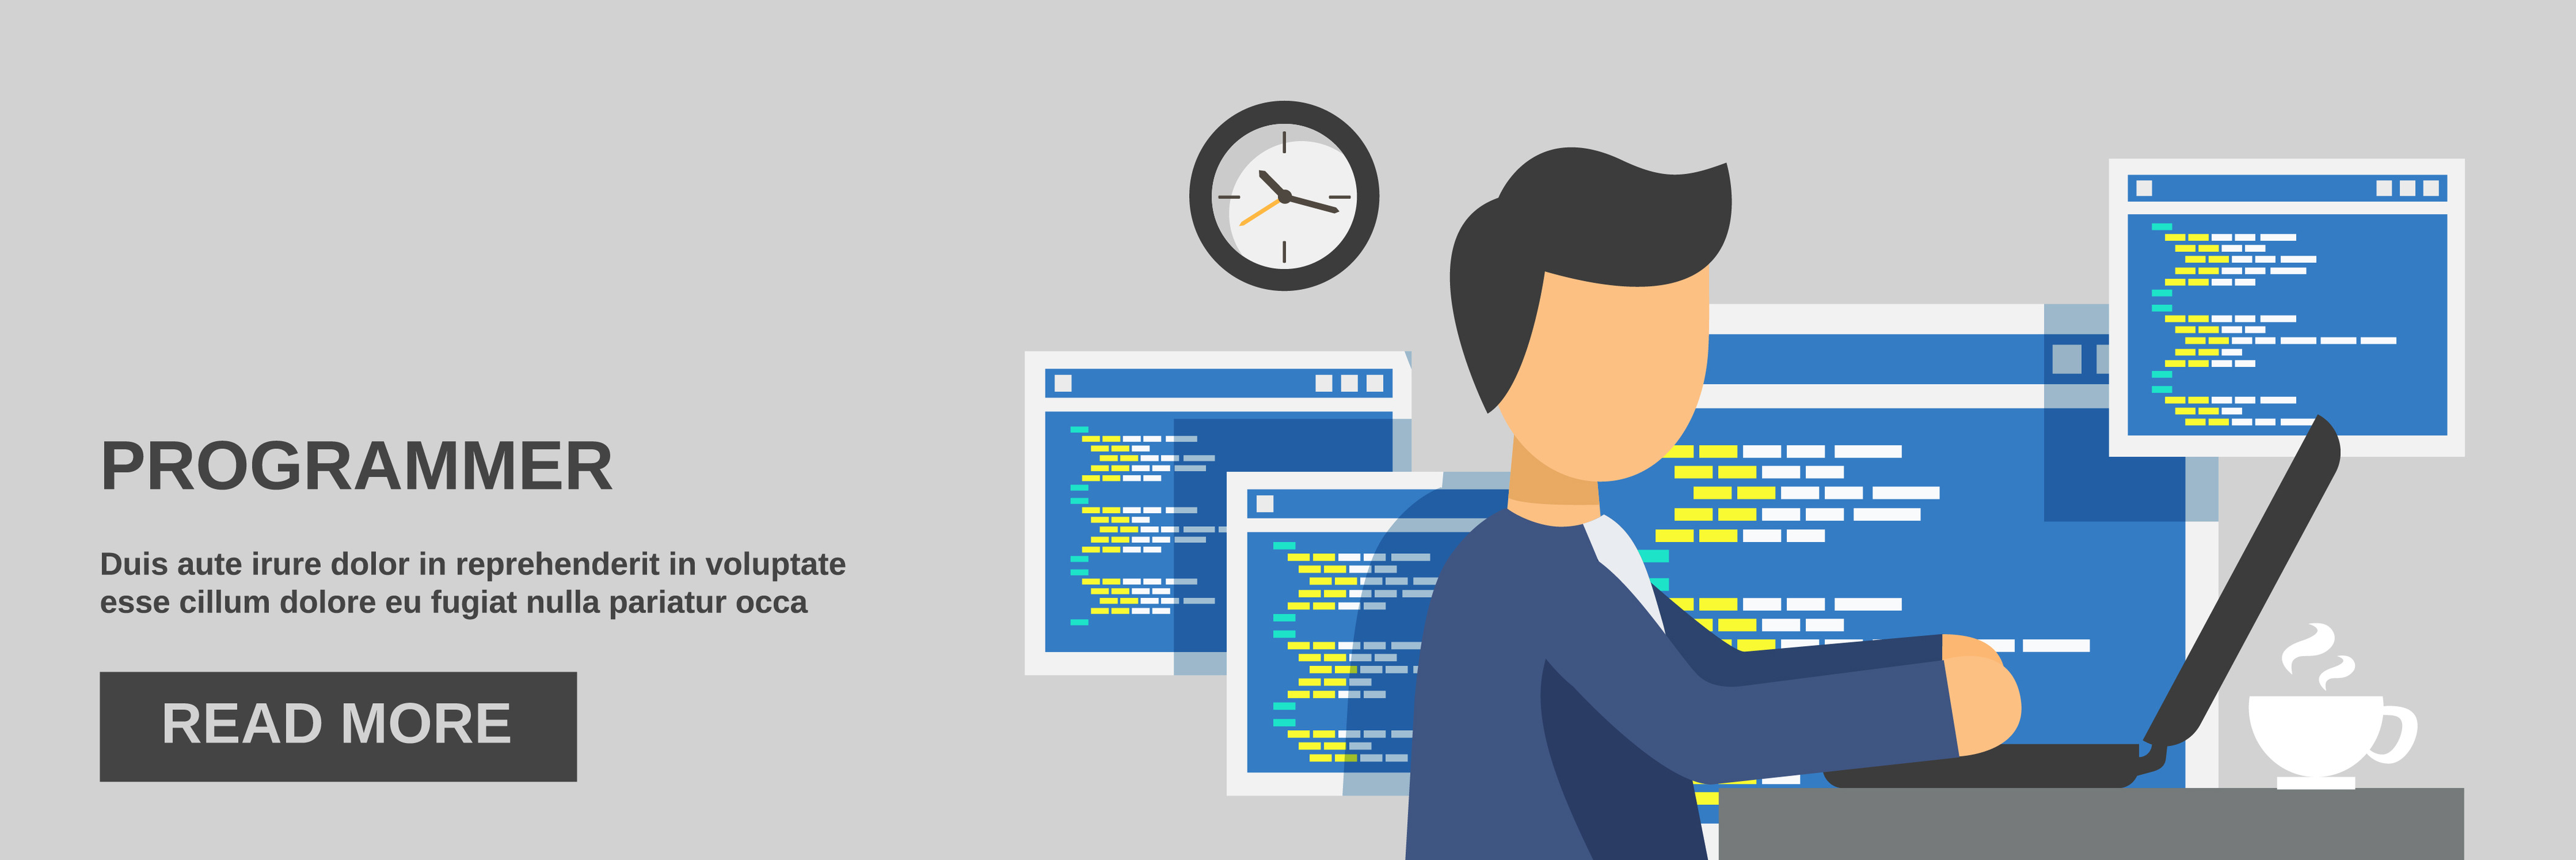 PROGRAMMER
Duis aute irure dolor in reprehenderit in voluptate
esse cillum dolore eu fugiat nulla pariatur occa
READ MORE